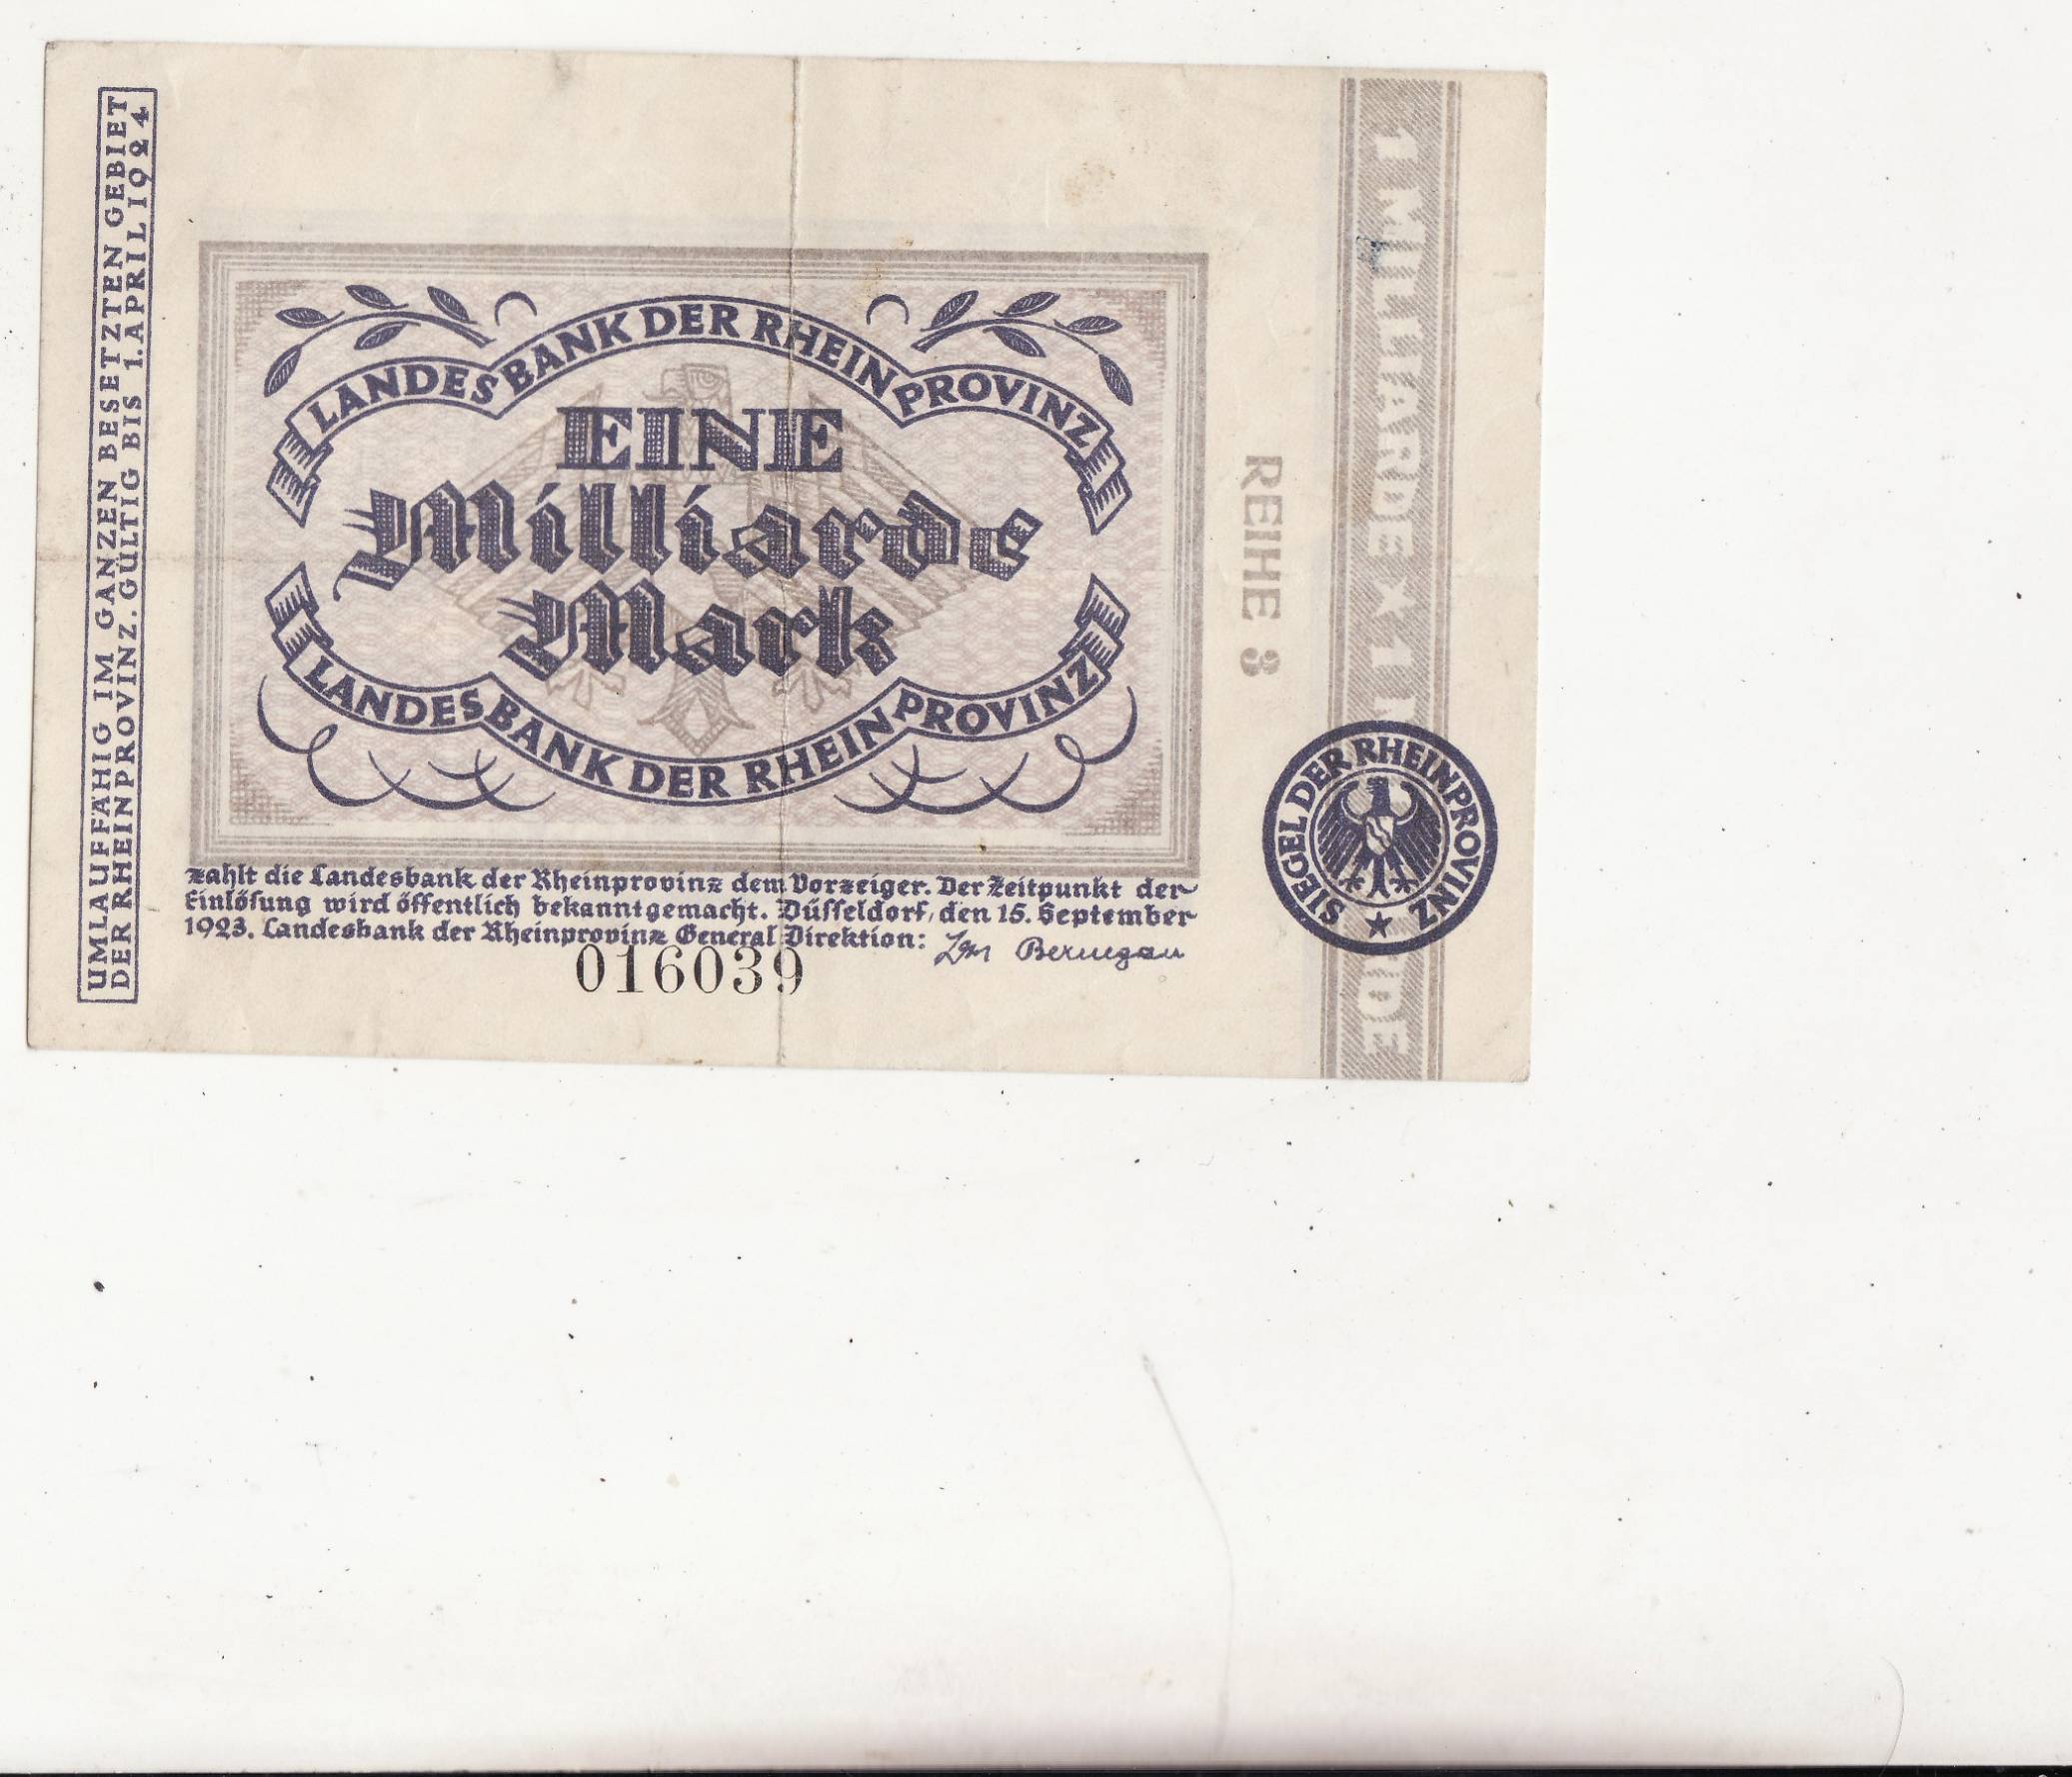 UMLAUFFÄHIG IM GANZEN BESETZTEN GEBIET
DER RHEINPROVINZ. GÜLTIG BIS 1. APRIL 1924
LANDESBANK DER RHEINPROVINZ
EINE
Milliarde
Mark
LANDESBANK DER RHEINPROVINZ
zahlt die Landesbank der Rheinprovinz dem Vorzeiger. Der Zeitpunkt der
Einlösung wird öffentlich bekanntgemacht. Düsseldorf, den 15. September
1923. Landesbank der Rheinprovinz General Direktion:
016039
REIHE 3
1 MILLIARDE ★ 1 M
RDE
SIEGEL DER RHEINPROVINZ ★